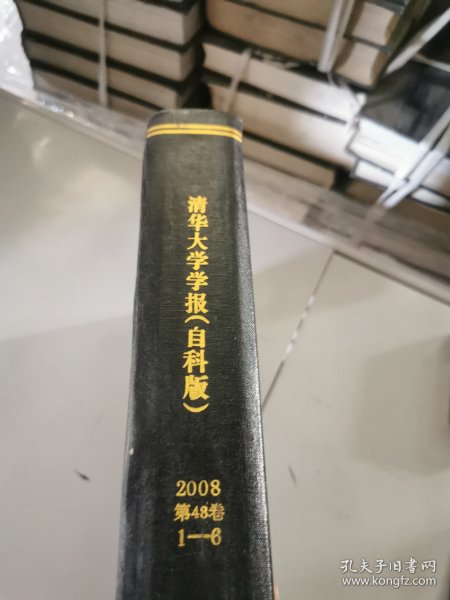 清华大学学报(自科版)
2008
第48卷
1—6
孔夫子旧书网
www.kongfz.com